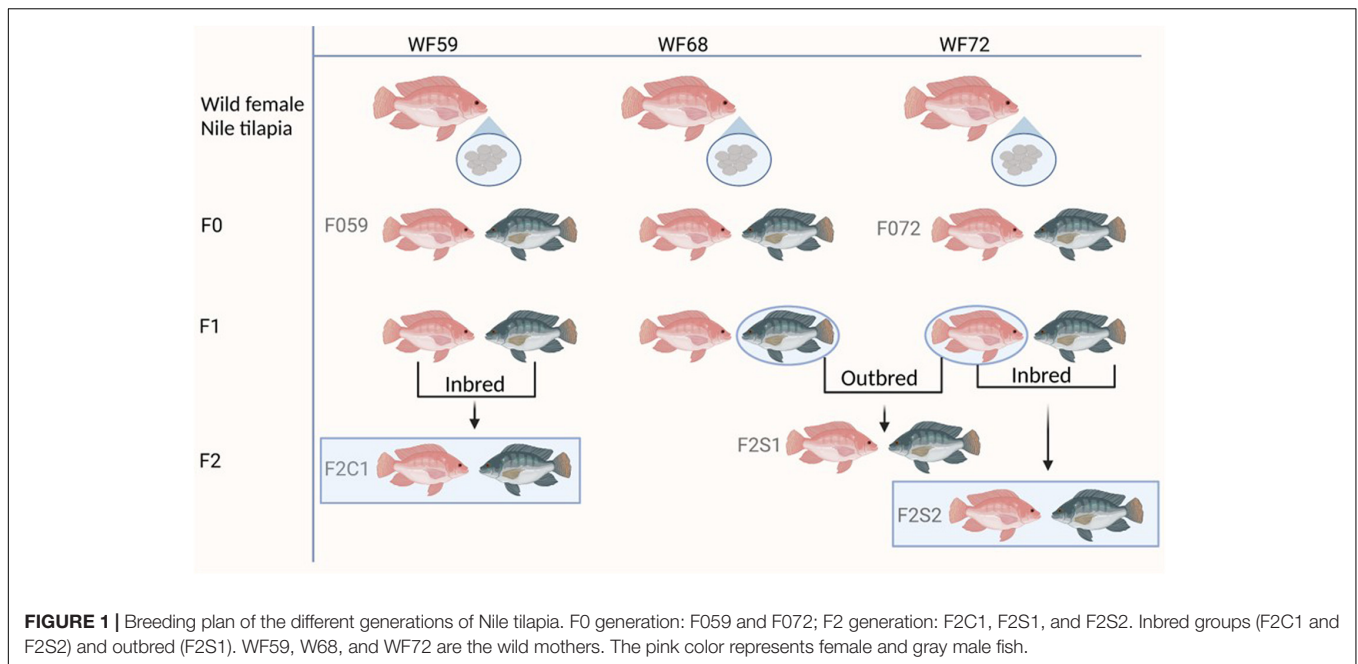 WF59 WF68 WF72
Wild female
Nile tilapia
F0 F059 F072
F1
Inbred Outbred Inbred
F2 F2C1 F2S1
F2S2
FIGURE 1 | Breeding plan of the different generations of Nile tilapia. F0 generation: F059 and F072; F2 generation: F2C1, F2S1, and F2S2. Inbred groups (F2C1 and
F2S2) and outbred (F2S1). WF59, W68, and WF72 are the wild mothers. The pink color represents female and gray male fish.